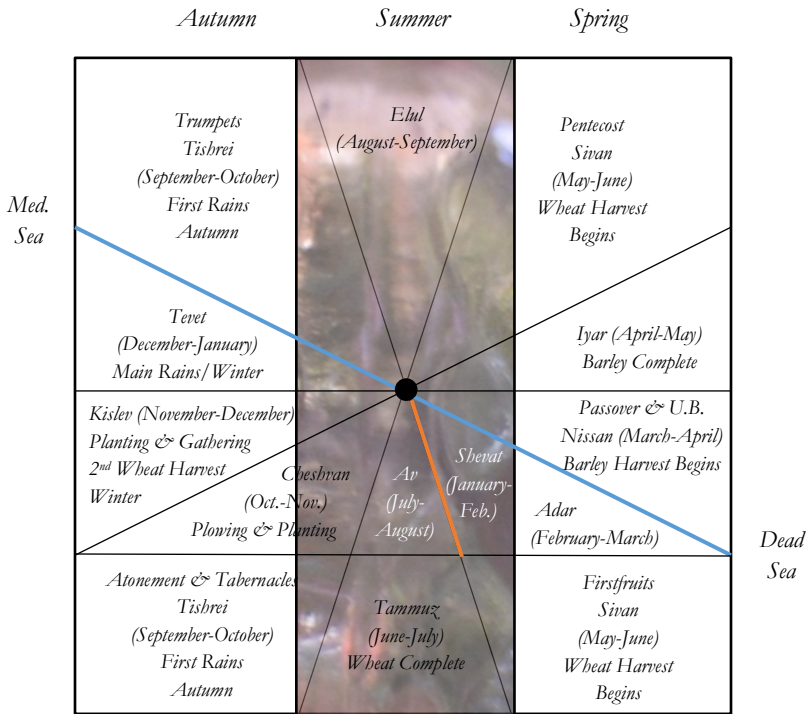 Autumn
Summer
Spring
Med.
Sea
Trumpets
Tishrei
(September-October)
First Rains
Autumn
Elul
(August-September)
Pentecost
Sivan
(May-June)
Wheat Harvest
Begins
Tevet
(December-January)
Main Rains/Winter
Iyar (April-May)
Barley Complete
Kislev (November-December)
Planting & Gathering
2nd Wheat Harvest
Winter
Cheshvan
(Oct.-Nov.)
Plowing & Planting
Av
(July-
August)
Shevat
(January-
Feb.)
Passover & U.B.
Nissan (March-April)
Barley Harvest Begins
Adar
(February-March)
Dead
Sea
Atonement & Tabernacles
Tishrei
(September-October)
First Rains
Autumn
Tammuz
(June-July)
Wheat Complete
Firstfruits
Sivan
(May-June)
Wheat Harvest
Begins